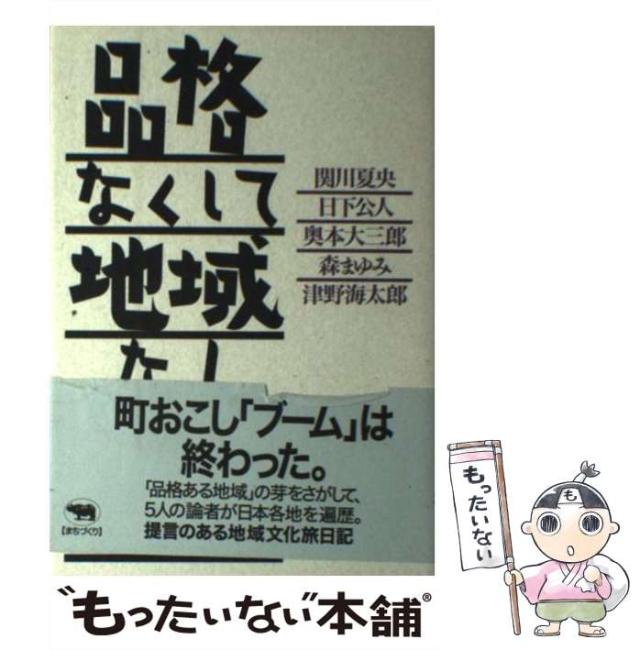 品格
なくして
地域
なし
関川夏央
日下公人
奥本大三郎
森まゆみ
津野海太郎
町おこし「ブーム」は
終わった。
「品格ある地域」の芽をさがして、
5人の論者が日本各地を遍歴。
提言のある地域文化旅日記
【まちづくり】
“もったいない”本舗®
もったいない
も